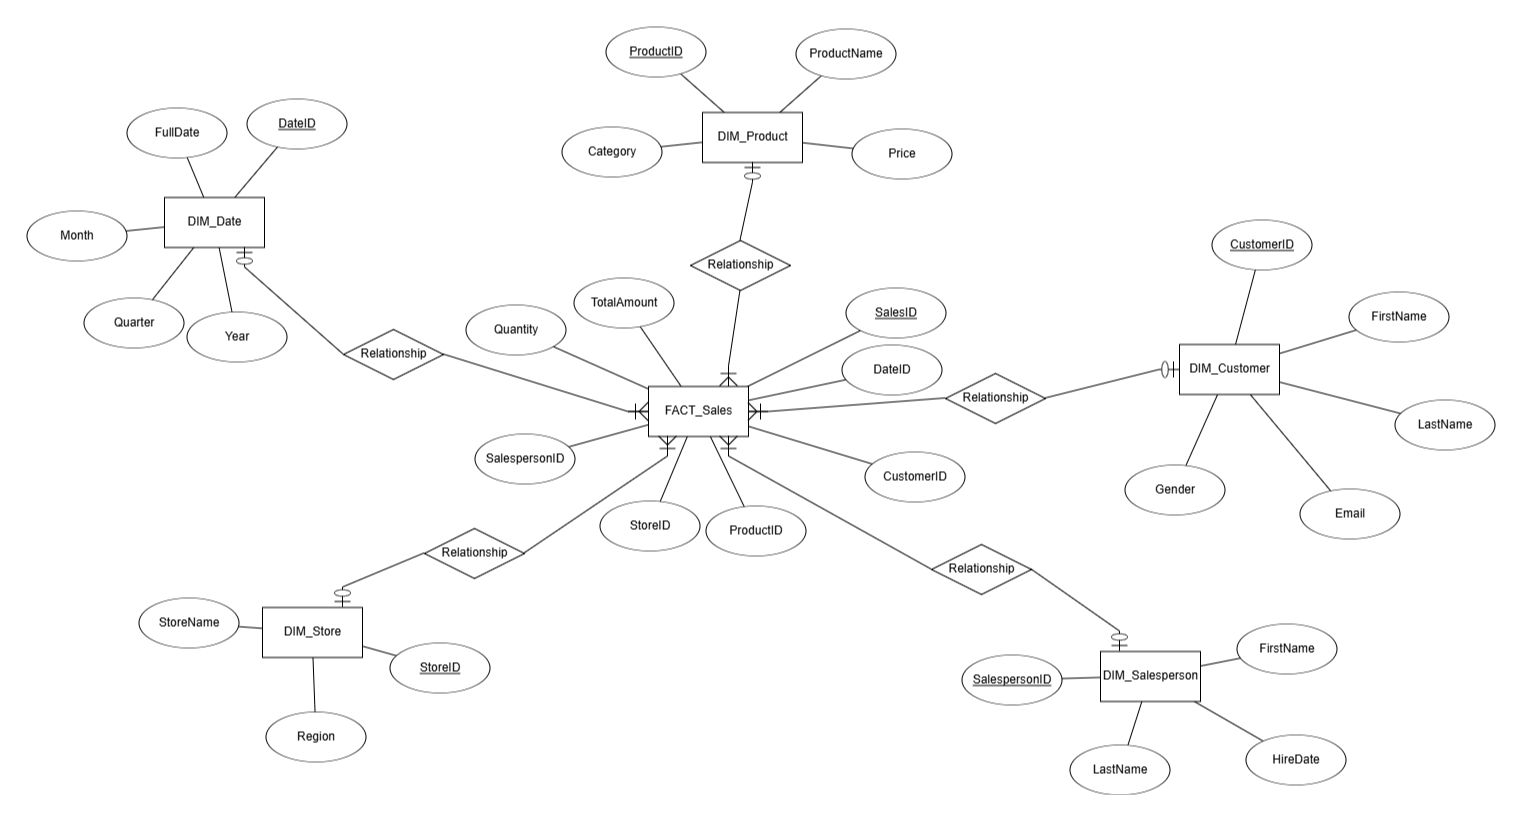 ProductID
ProductName
DIM_Product
Category
Price
FullDate
DateID
DIM_Date
Month
Quarter
Year
Relationship
Relationship
TotalAmount
Quantity
SalesID
DateID
FACT_Sales
SalespersonID
StoreID
ProductID
CustomerID
Relationship
CustomerID
FirstName
DIM_Customer
LastName
Gender
Email
Relationship
StoreName
DIM_Store
StoreID
Region
Relationship
FirstName
SalespersonID
DIM_Salesperson
LastName
HireDate